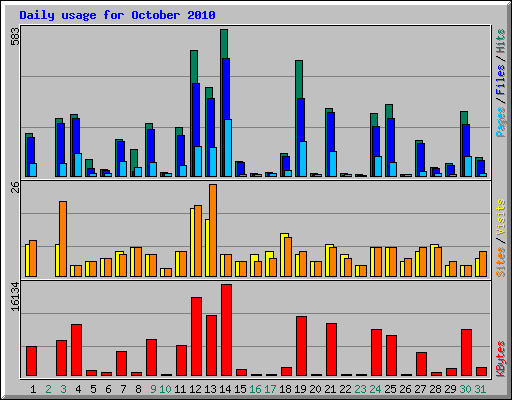 Daily usage for October 2010
583
Pages / Files / Hits
26
Sites / Visits
16134
KBytes
1 2 3 4 5 6 7 8 9 10 11 12 13 14 15 16 17 18 19 20 21 22 23 24 25 26 27 28 29 30 31